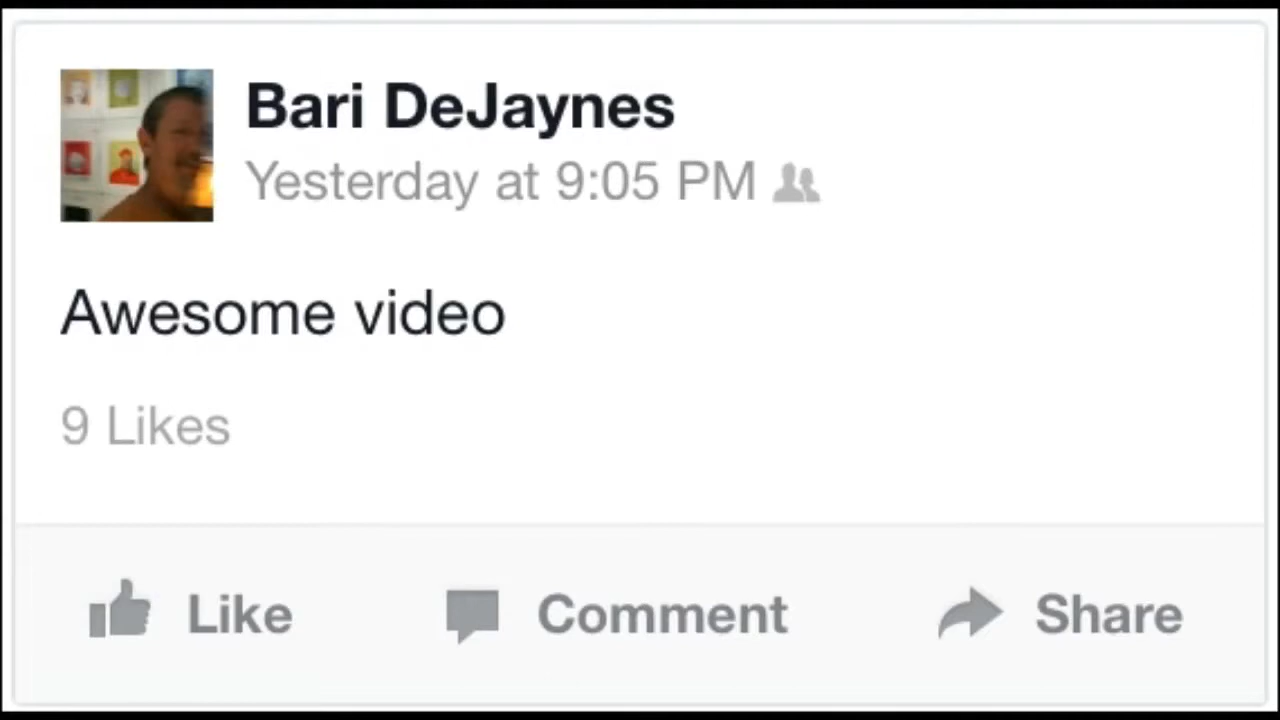 Bari DeJaynes
Yesterday at 9:05 PM
Awesome video
9 Likes
Like Comment Share